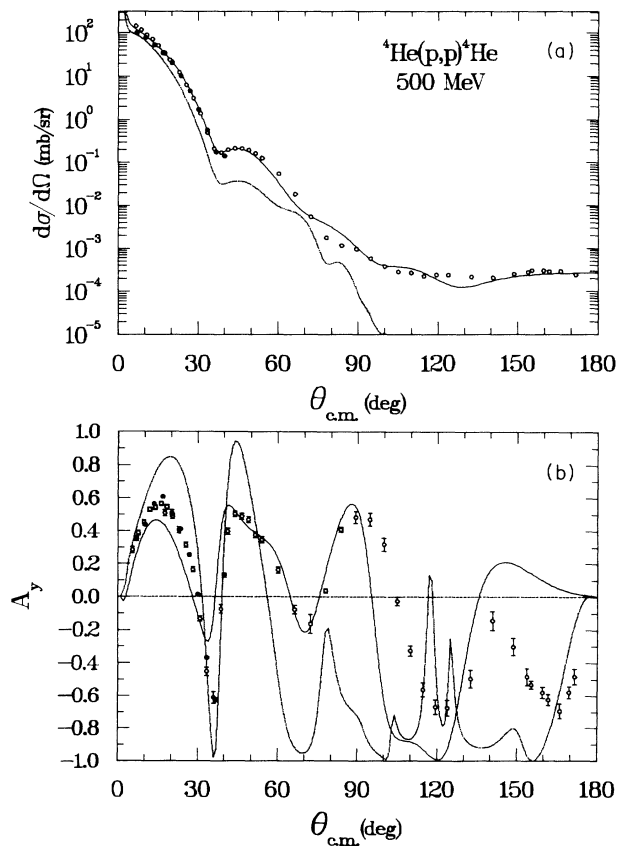 10²
10¹
10⁰
10⁻¹
10⁻²
10⁻³
10⁻⁴
10⁻⁵
dσ/dΩ (mb/sr)
⁴He(p,p)⁴He
500 MeV
(a)
0 30 60 90 120 150 180
θc.m. (deg)
1.0
0.8
0.6
0.4
0.2
0.0
−0.2
−0.4
−0.6
−0.8
−1.0
Ay
(b)
0 30 60 90 120 150 180
θc.m. (deg)